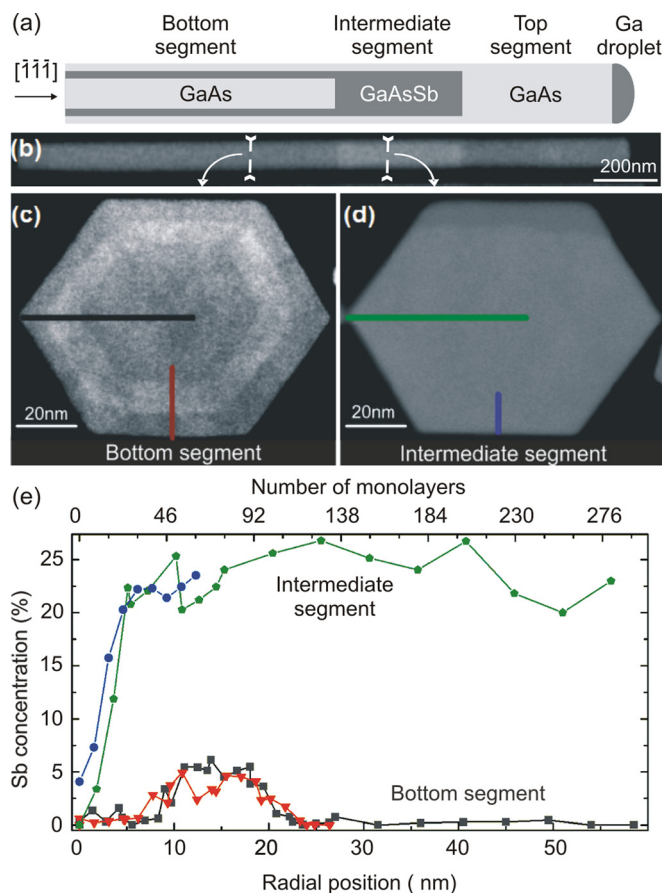 (a)
Bottom segment
Intermediate segment
Top segment
Ga droplet
[1̄1̄1̄]
GaAs
GaAsSb
GaAs
(b)
200nm
(c)
(d)
20nm
Bottom segment
20nm
Intermediate segment
(e)
Number of monolayers
0 46 92 138 184 230 276
Sb concentration (%)
25
20
15
10
5
0
Intermediate segment
Bottom segment
0 10 20 30 40 50
Radial position ( nm)